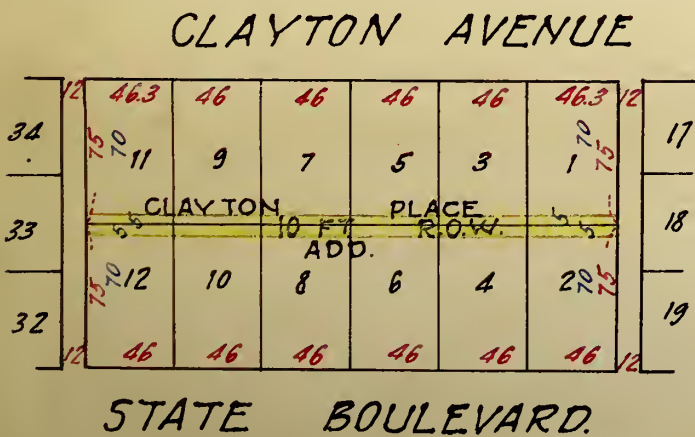 CLAYTON AVENUE
12 46.3 46 46 46 46 46.3 12
34 75 70 11 9 7 5 3 1 70 75 17
CLAYTON PLACE
33 5 5 10 FT R.O.W. 5 5 18
ADD.
32 75 70 12 10 8 6 4 2 70 75 19
12 46 46 46 46 46 46 12
STATE BOULEVARD.